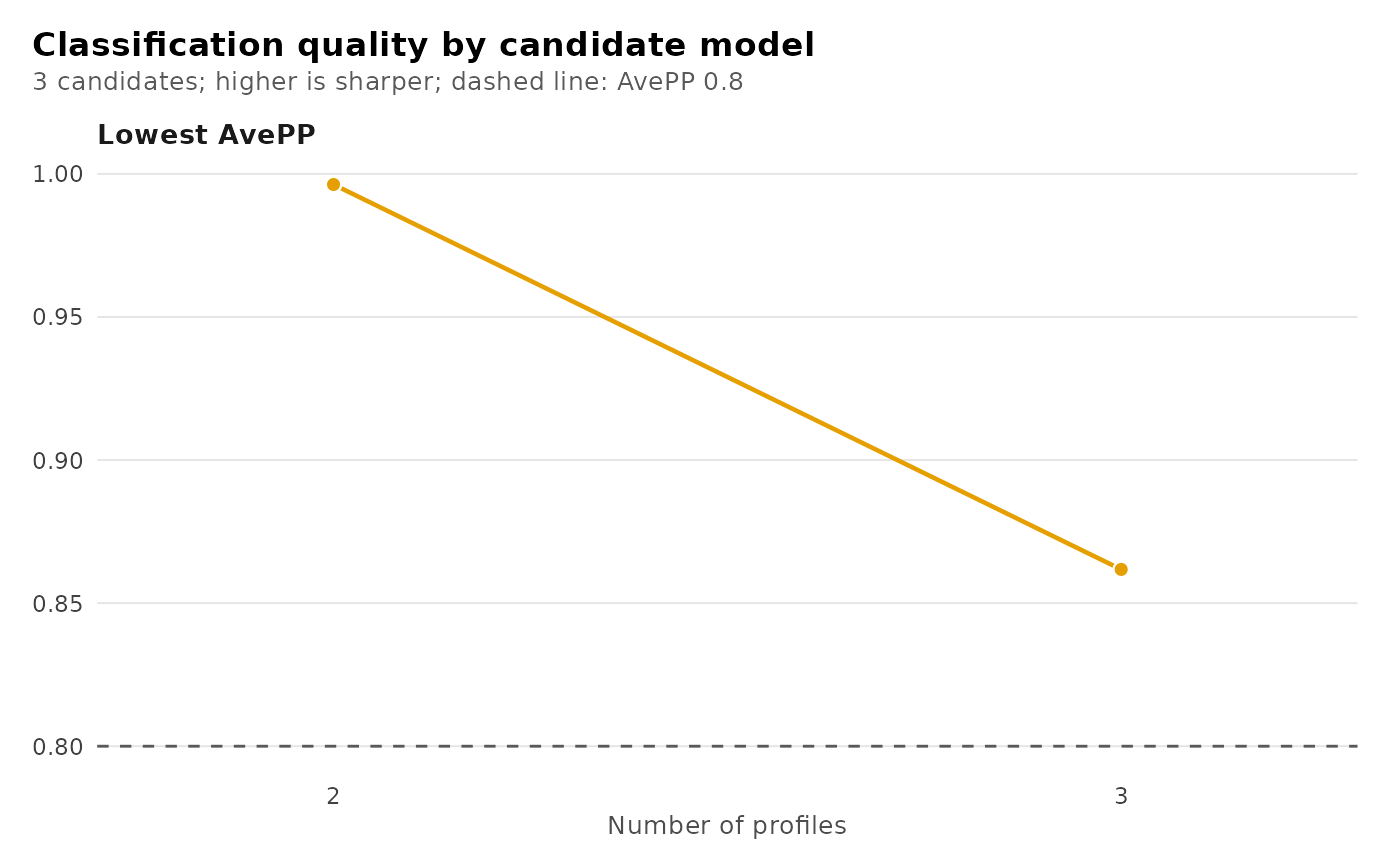 Classification quality by candidate model
3 candidates; higher is sharper; dashed line: AvePP 0.8
Lowest AvePP
1.00
0.95
0.90
0.85
0.80
2 3
Number of profiles